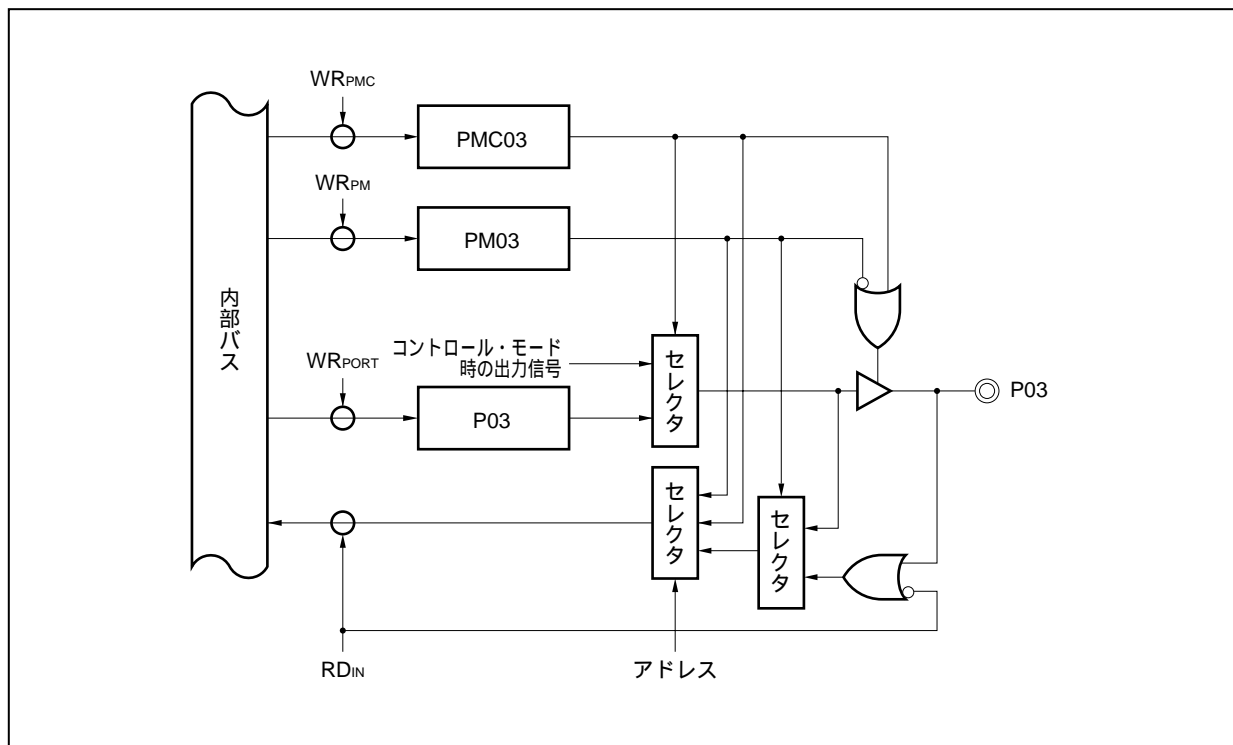 WRPMC
PMC03
WRPM
PM03
内部バス
コントロール・モード
時の出力信号
WRPORT
P03
セレクタ
P03
セレクタ
セレクタ
RDIN
アドレス